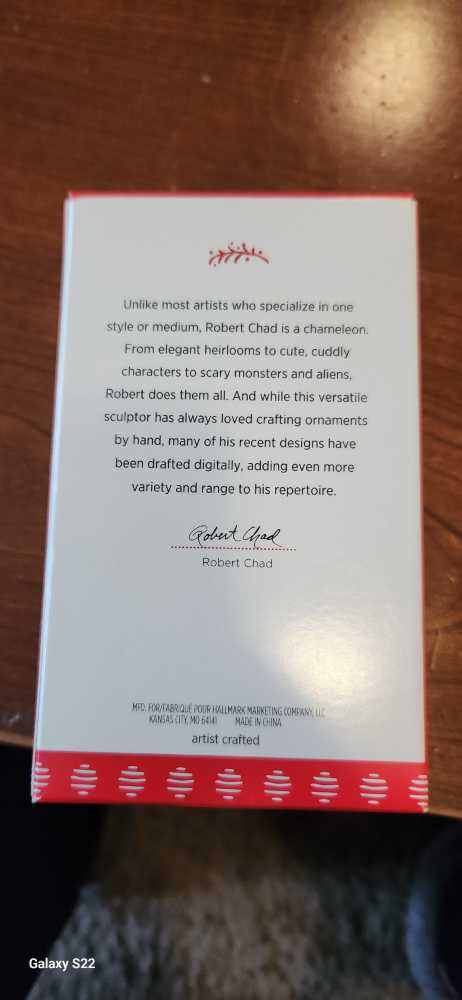 Unlike most artists who specialize in one
style or medium, Robert Chad is a chameleon.
From elegant heirlooms to cute, cuddly
characters to scary monsters and aliens,
Robert does them all. And while this versatile
sculptor has always loved crafting ornaments
by hand, many of his recent designs have
been drafted digitally, adding even more
variety and range to his repertoire.
Robert Chad
Robert Chad
MFD. FOR/FABRIQUÉ POUR HALLMARK MARKETING COMPANY, LLC
KANSAS CITY, MO 64141 MADE IN CHINA
artist crafted
Galaxy S22